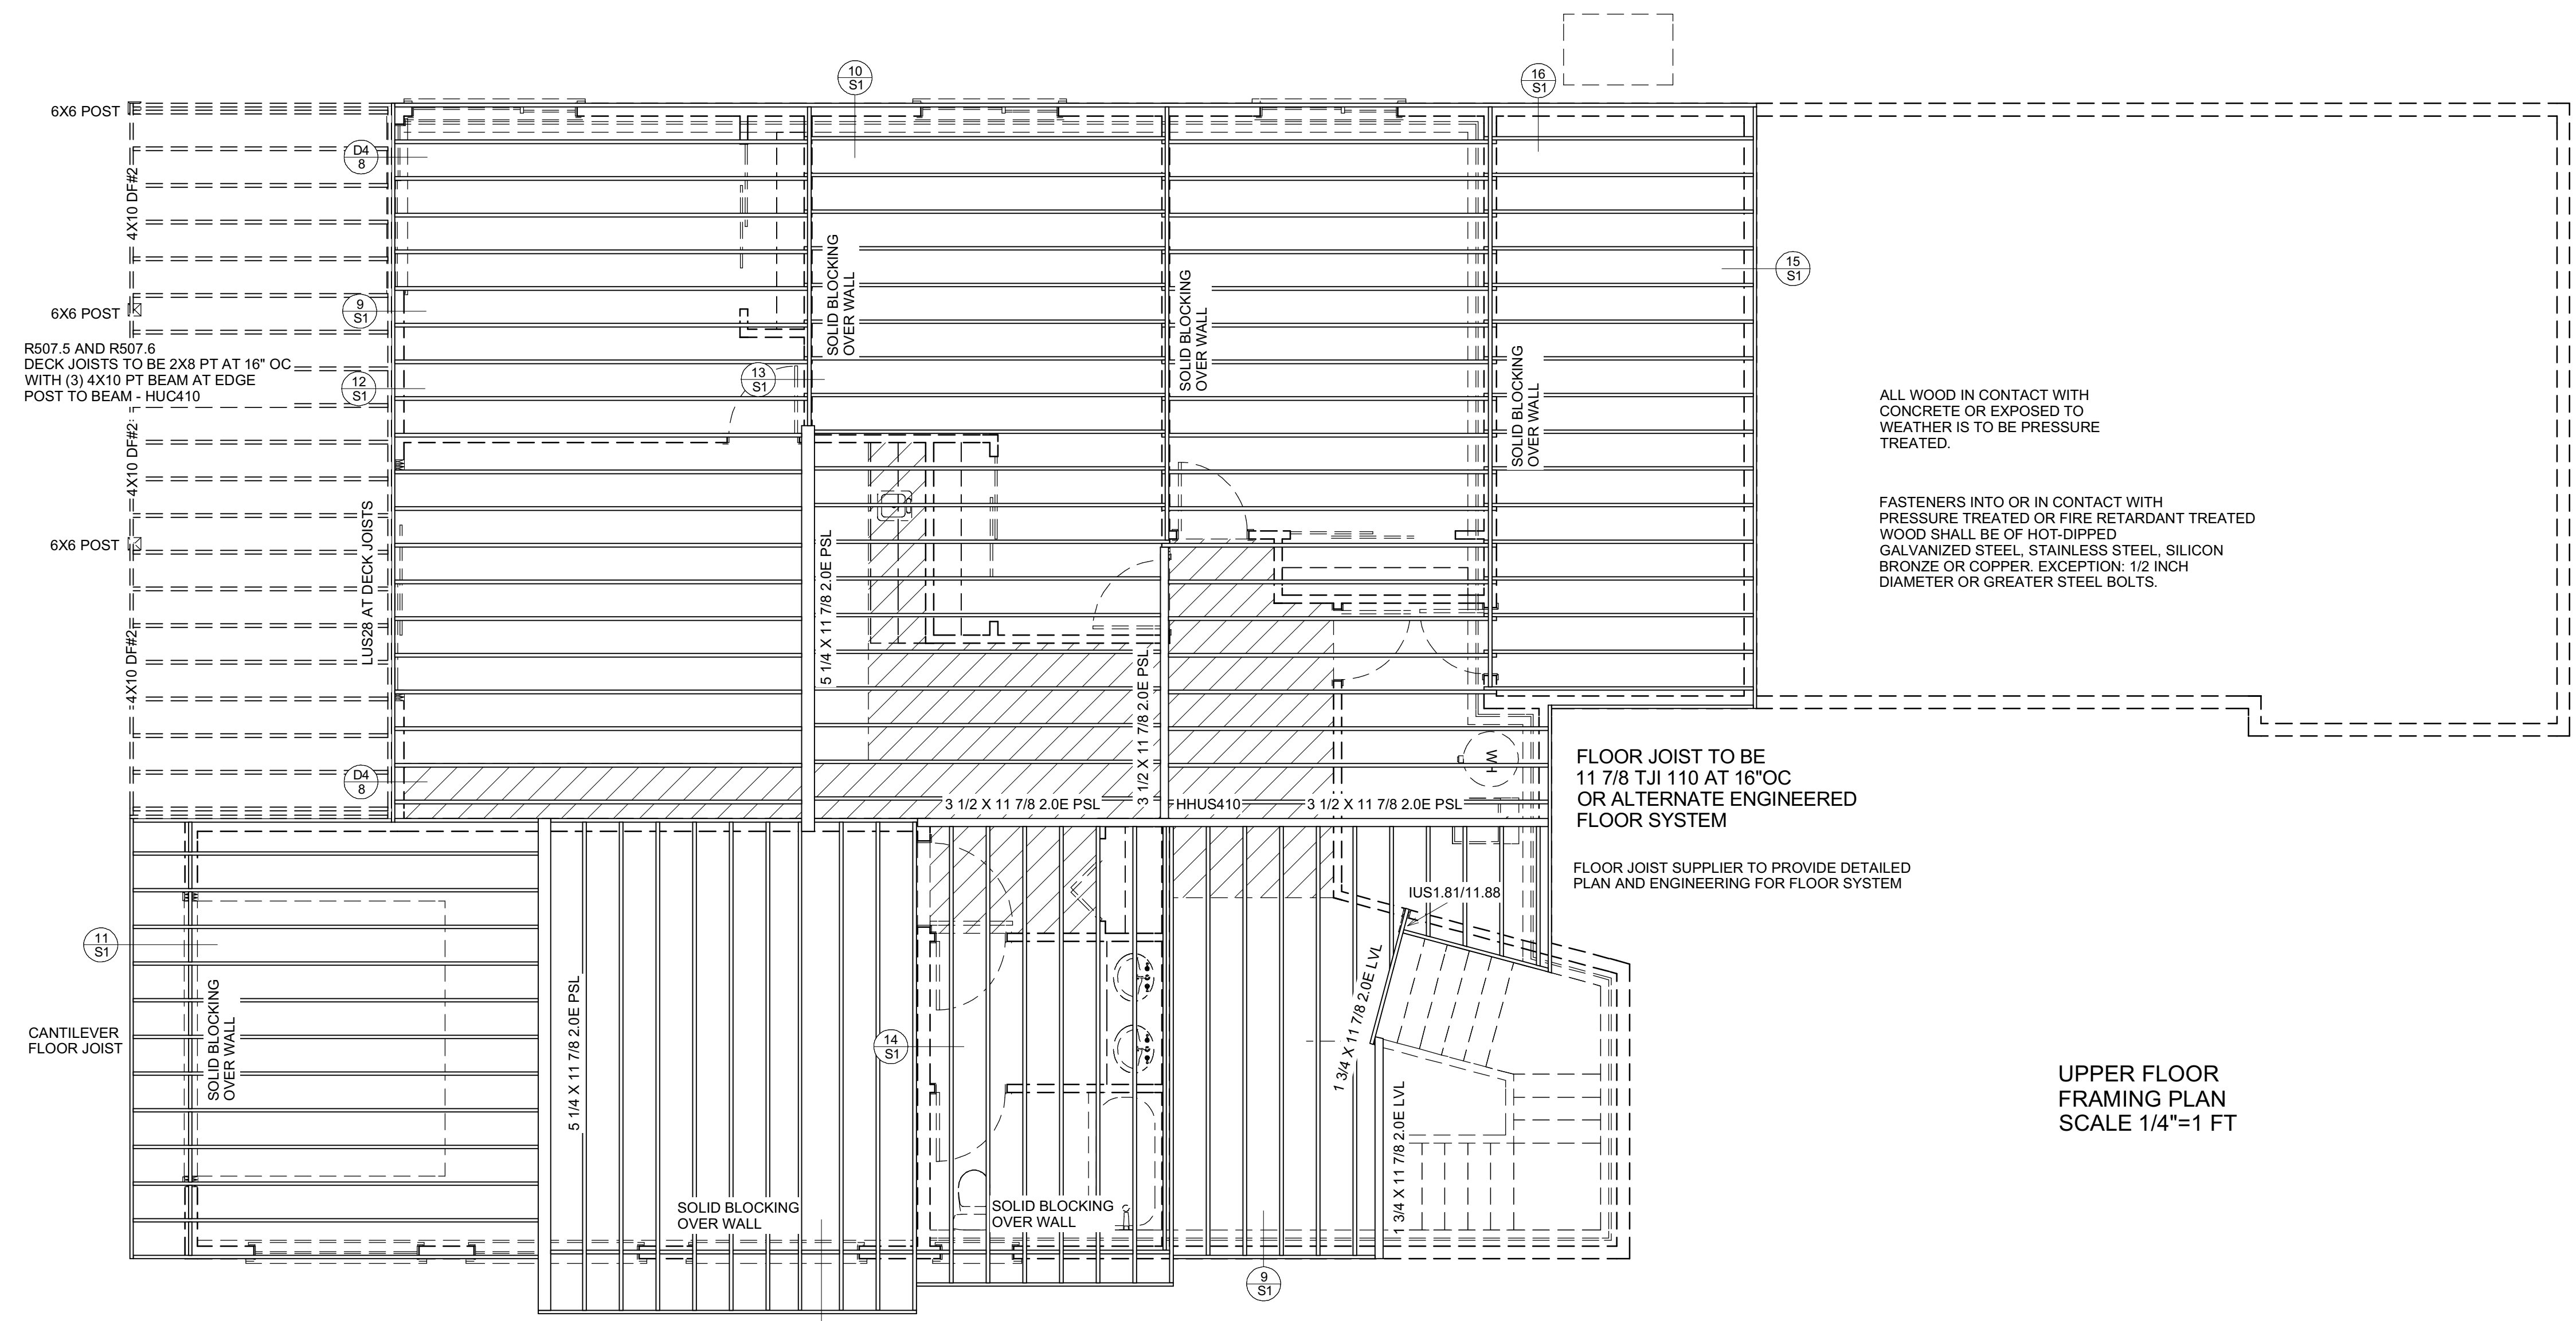 10
S1
16
S1
6X6 POST
D4
8
4X10 DF#2
SOLID BLOCKING
OVER WALL
SOLID BLOCKING
OVER WALL
15
S1
6X6 POST
9
S1
R507.5 AND R507.6
DECK JOISTS TO BE 2X8 PT AT 16" OC
WITH (3) 4X10 PT BEAM AT EDGE
POST TO BEAM - HUC410
12
S1
13
S1
SOLID BLOCKING
OVER WALL
ALL WOOD IN CONTACT WITH
CONCRETE OR EXPOSED TO
WEATHER IS TO BE PRESSURE
TREATED.
4X10 DF#2
FASTENERS INTO OR IN CONTACT WITH
PRESSURE TREATED OR FIRE RETARDANT TREATED
WOOD SHALL BE OF HOT-DIPPED
GALVANIZED STEEL, STAINLESS STEEL, SILICON
BRONZE OR COPPER. EXCEPTION: 1/2 INCH
DIAMETER OR GREATER STEEL BOLTS.
6X6 POST
LUS28 AT DECK JOISTS
5 1/4 X 11 7/8 2.0E PSL
4X10 DF#2
3 1/2 X 11 7/8 2.0E PSL
WH
D4
8
3 1/2 X 11 7/8 2.0E PSL
HHUS410
3 1/2 X 11 7/8 2.0E PSL
FLOOR JOIST TO BE
11 7/8 TJI 110 AT 16"OC
OR ALTERNATE ENGINEERED
FLOOR SYSTEM
FLOOR JOIST SUPPLIER TO PROVIDE DETAILED
PLAN AND ENGINEERING FOR FLOOR SYSTEM
IUS1.81/11.88
11
S1
SOLID BLOCKING
OVER WALL
5 1/4 X 11 7/8 2.0E PSL
14
S1
1 3/4 X 11 7/8 2.0E LVL
CANTILEVER
FLOOR JOIST
1 3/4 X 11 7/8 2.0E LVL
UPPER FLOOR
FRAMING PLAN
SCALE 1/4"=1 FT
SOLID BLOCKING
OVER WALL
SOLID BLOCKING
OVER WALL
9
S1